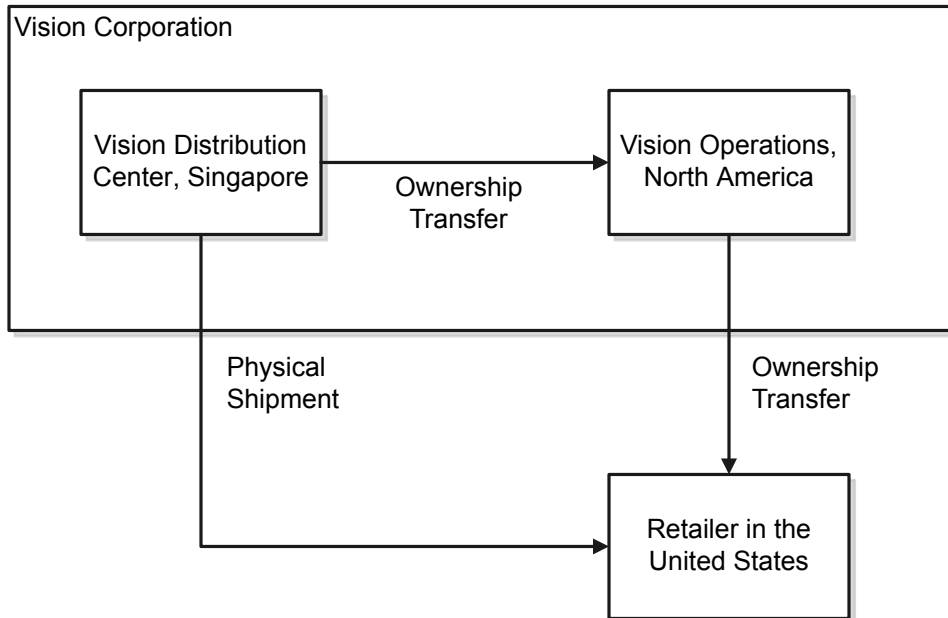 Vision Corporation
Vision Distribution
Center, Singapore
Vision Operations,
North America
Ownership
Transfer
Physical
Shipment
Ownership
Transfer
Retailer in the
United States